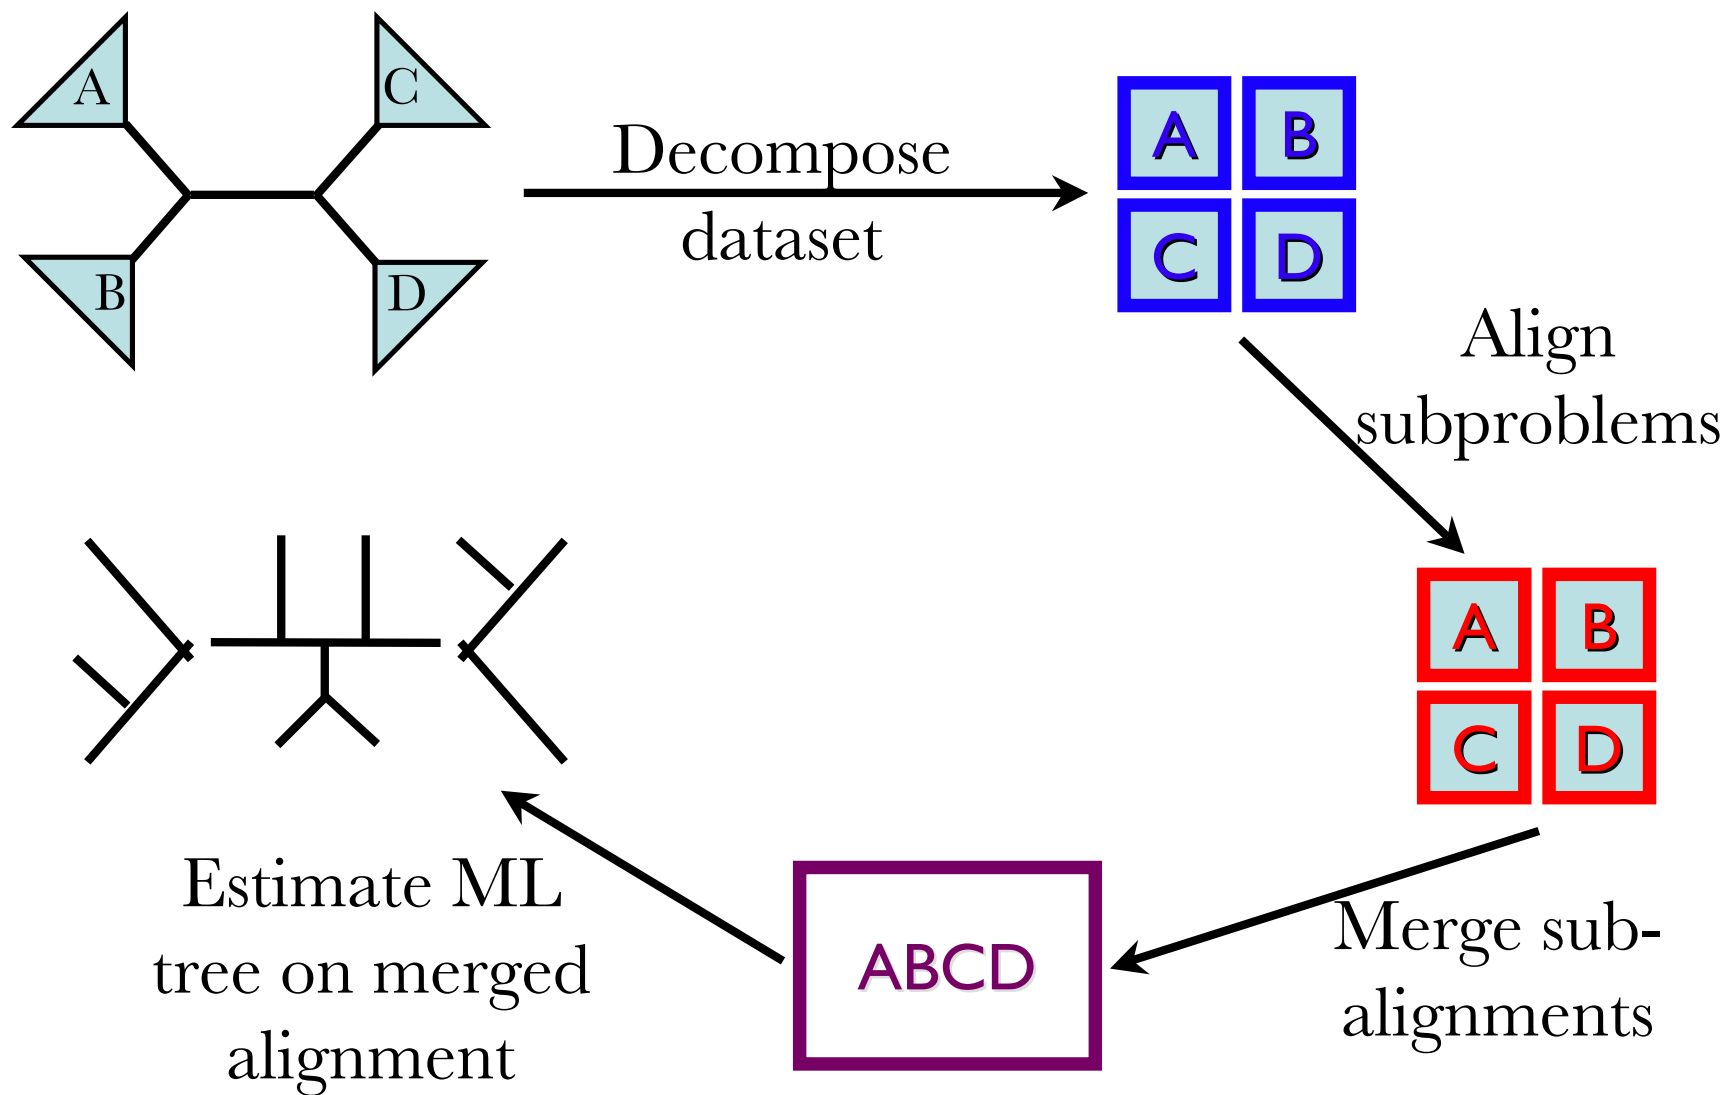 A
C
B
D
Decompose
dataset
A B
C D
Align
subproblems
A B
C D
Merge sub-
alignments
ABCD
Estimate ML
tree on merged
alignment